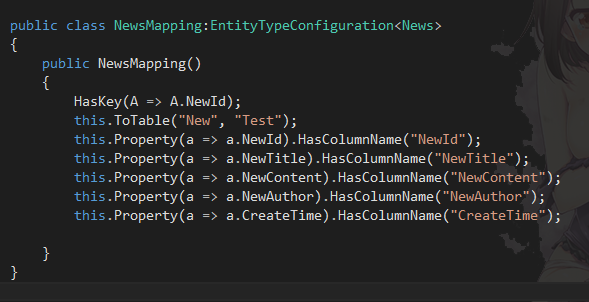 public class NewsMapping:EntityTypeConfiguration<News>
{
public NewsMapping()
{
HasKey(A => A.NewId);
this.ToTable("New", "Test");
this.Property(a => a.NewId).HasColumnName("NewId");
this.Property(a => a.NewTitle).HasColumnName("NewTitle");
this.Property(a => a.NewContent).HasColumnName("NewContent");
this.Property(a => a.NewAuthor).HasColumnName("NewAuthor");
this.Property(a => a.CreateTime).HasColumnName("CreateTime");
}
}